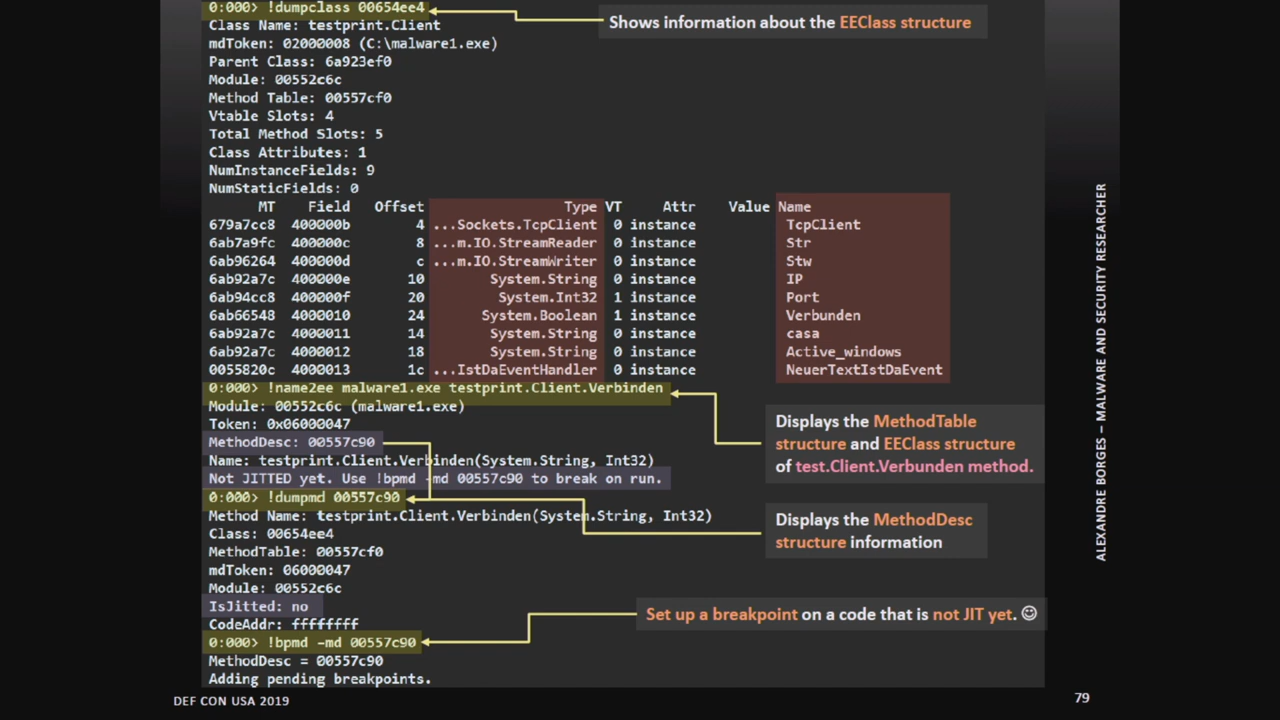 0:000> !dumpclass 00654ee4
Shows information about the EEClass structure
Class Name: testprint.Client
mdToken: 02000008 (C:\malware1.exe)
Parent Class: 6a923ef0
Module: 00552c6c
Method Table: 00557cf0
Vtable Slots: 4
Total Method Slots: 5
Class Attributes: 1
NumInstanceFields: 9
NumStaticFields: 0
MT Field Offset Type VT Attr Value Name
679a7cc8 400000b 4 ...Sockets.TcpClient 0 instance TcpClient
6ab7a9fc 400000c 8 ...m.IO.StreamReader 0 instance Str
6ab96264 400000d c ...m.IO.StreamWriter 0 instance Stw
6ab92a7c 400000e 10 System.String 0 instance IP
6ab94cc8 400000f 20 System.Int32 1 instance Port
6ab66548 4000010 24 System.Boolean 1 instance Verbunden
6ab92a7c 4000011 14 System.String 0 instance casa
6ab92a7c 4000012 18 System.String 0 instance Active_windows
0055820c 4000013 1c ...IstDaEventHandler 0 instance NeuerTextIstDaEvent
0:000> !name2ee malware1.exe testprint.Client.Verbinden
Module: 00552c6c (malware1.exe)
Token: 0x06000047
MethodDesc: 00557c90
Name: testprint.Client.Verbinden(System.String, Int32)
Not JITTED yet. Use !bpmd -md 00557c90 to break on run.
Displays the MethodTable
structure and EEClass structure
of test.Client.Verbunden method.
0:000> !dumpmd 00557c90
Method Name: testprint.Client.Verbinden(System.String, Int32)
Class: 00654ee4
MethodTable: 00557cf0
mdToken: 06000047
Module: 00552c6c
IsJitted: no
CodeAddr: ffffffff
Displays the MethodDesc
structure information
0:000> !bpmd -md 00557c90
Set up a breakpoint on a code that is not JIT yet. ☺
MethodDesc = 00557c90
Adding pending breakpoints.
ALEXANDRE BORGES – MALWARE AND SECURITY RESEARCHER
DEF CON USA 2019
79